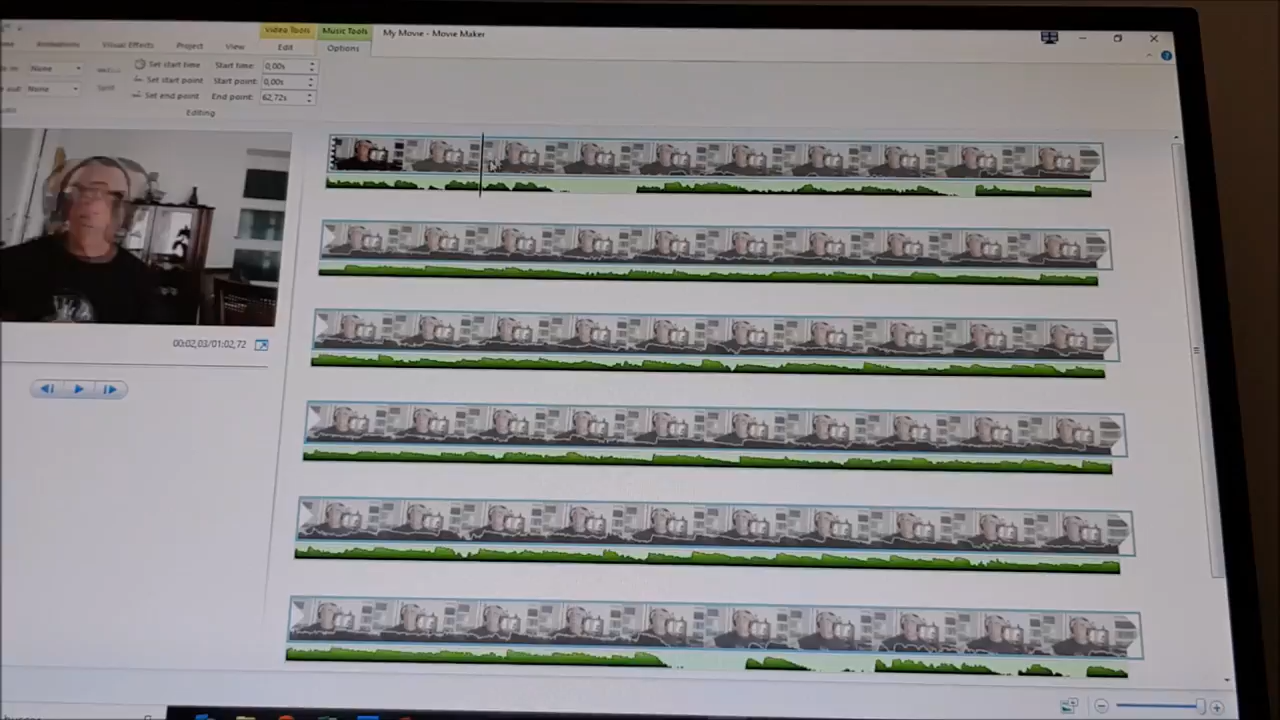 Video Tools Music Tools My Movie - Movie Maker
Animations Visual Effects Project View Edit Options
None Set start time Start time: 0,00s
None Set start point Start point: 0,00s
Set end point End point: 62,72s
Editing
00:02,03/01:02,72